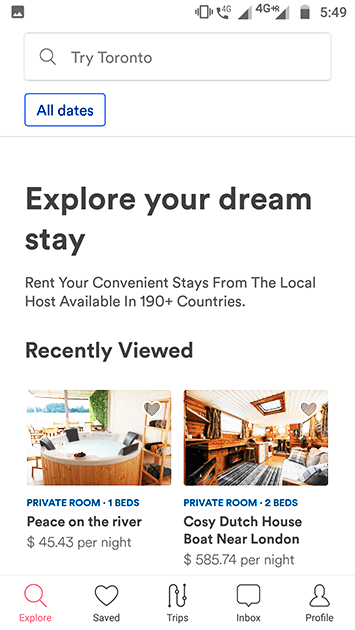 4G 4G+R 5:49
Try Toronto
All dates
Explore your dream
stay
Rent Your Convenient Stays From The Local
Host Available In 190+ Countries.
Recently Viewed
PRIVATE ROOM · 1 BEDS
Peace on the river
$ 45.43 per night
PRIVATE ROOM · 2 BEDS
Cosy Dutch House
Boat Near London
$ 585.74 per night
Explore Saved Trips Inbox Profile